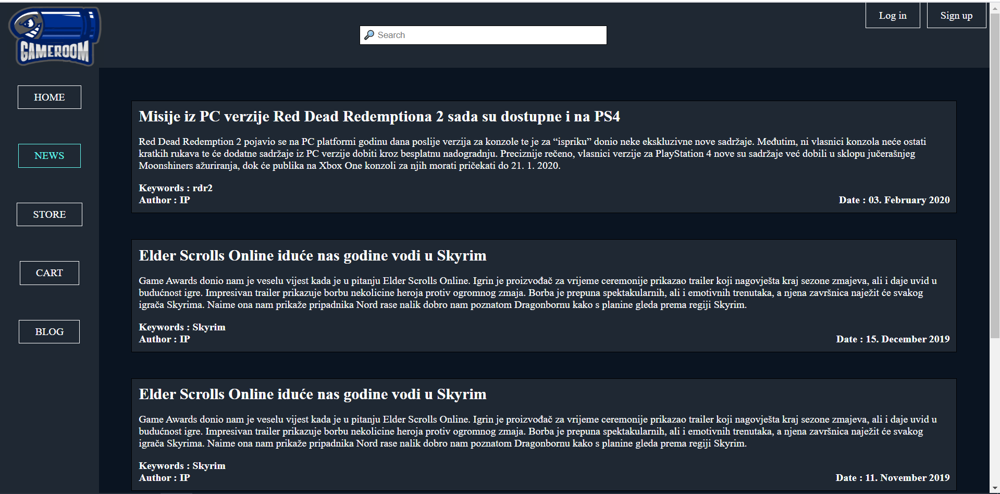 GAMEROOM
Search
Log in
Sign up
HOME
NEWS
STORE
CART
BLOG
Misije iz PC verzije Red Dead Redemptiona 2 sada su dostupne i na PS4
Red Dead Redemption 2 pojavio se na PC platformi godinu dana poslije verzija za konzole te je za “ispriku” donio neke ekskluzivne nove sadržaje. Međutim, ni vlasnici konzola neće ostati
kratkih rukava te će dodatne sadržaje iz PC verzije dobiti kroz besplatnu nadogradnju. Preciznije rečeno, vlasnici verzije za PlayStation 4 nove su sadržaje već dobili u sklopu jučerašnjeg
Moonshiners ažuriranja, dok će publika na Xbox One konzoli za njih morati pričekati do 21. 1. 2020.
Keywords : rdr2
Author : IP
Date : 03. February 2020
Elder Scrolls Online iduće nas godine vodi u Skyrim
Game Awards donio nam je veselu vijest kada je u pitanju Elder Scrolls Online. Igrin je proizvođač za vrijeme ceremonije prikazao trailer koji nagovješta kraj sezone zmajeva, ali i daje uvid u
budućnost igre. Impresivan trailer prikazuje borbu nekolicine heroja protiv ogromnog zmaja. Borba je prepuna spektakularnih, ali i emotivnih trenutaka, a njena završnica naježit će svakog
igrača Skyrima. Naime ona nam prikaže pripadnika Nord rase nalik dobro nam poznatom Dragonbornu kako s planine gleda prema regiji Skyrim.
Keywords : Skyrim
Author : IP
Date : 15. December 2019
Elder Scrolls Online iduće nas godine vodi u Skyrim
Game Awards donio nam je veselu vijest kada je u pitanju Elder Scrolls Online. Igrin je proizvođač za vrijeme ceremonije prikazao trailer koji nagovješta kraj sezone zmajeva, ali i daje uvid u
budućnost igre. Impresivan trailer prikazuje borbu nekolicine heroja protiv ogromnog zmaja. Borba je prepuna spektakularnih, ali i emotivnih trenutaka, a njena završnica naježit će svakog
igrača Skyrima. Naime ona nam prikaže pripadnika Nord rase nalik dobro nam poznatom Dragonbornu kako s planine gleda prema regiji Skyrim.
Keywords : Skyrim
Author : IP
Date : 11. November 2019